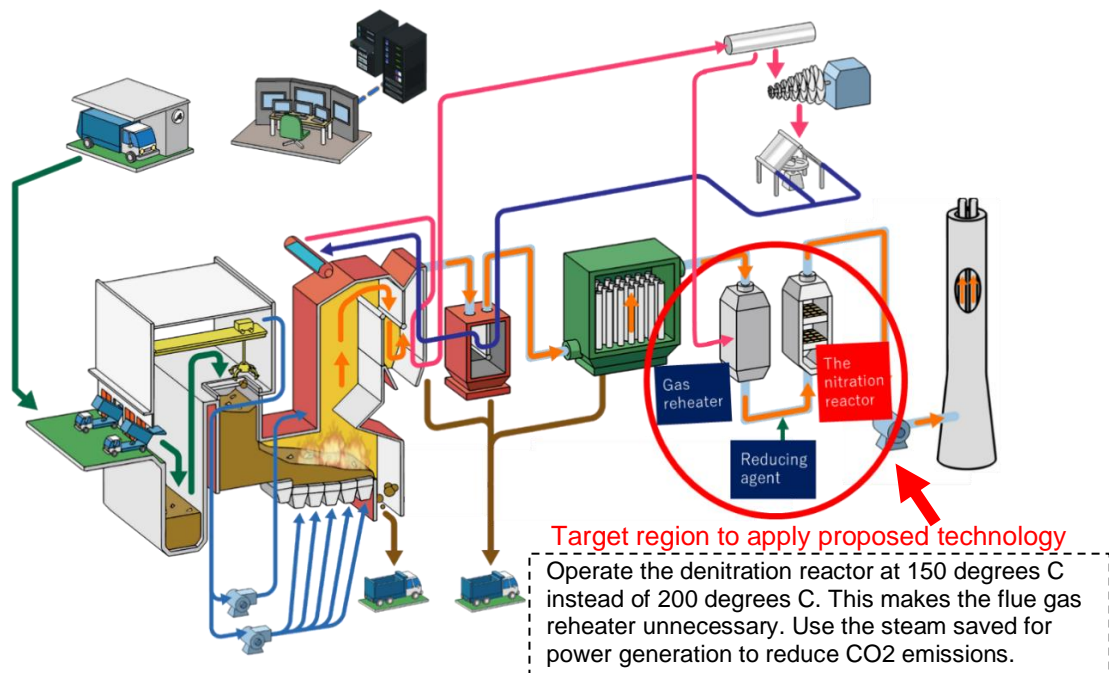 Gas
reheater
The
nitration
reactor
Reducing
agent
Target region to apply proposed technology
Operate the denitration reactor at 150 degrees C
instead of 200 degrees C. This makes the flue gas
reheater unnecessary. Use the steam saved for
power generation to reduce CO2 emissions.